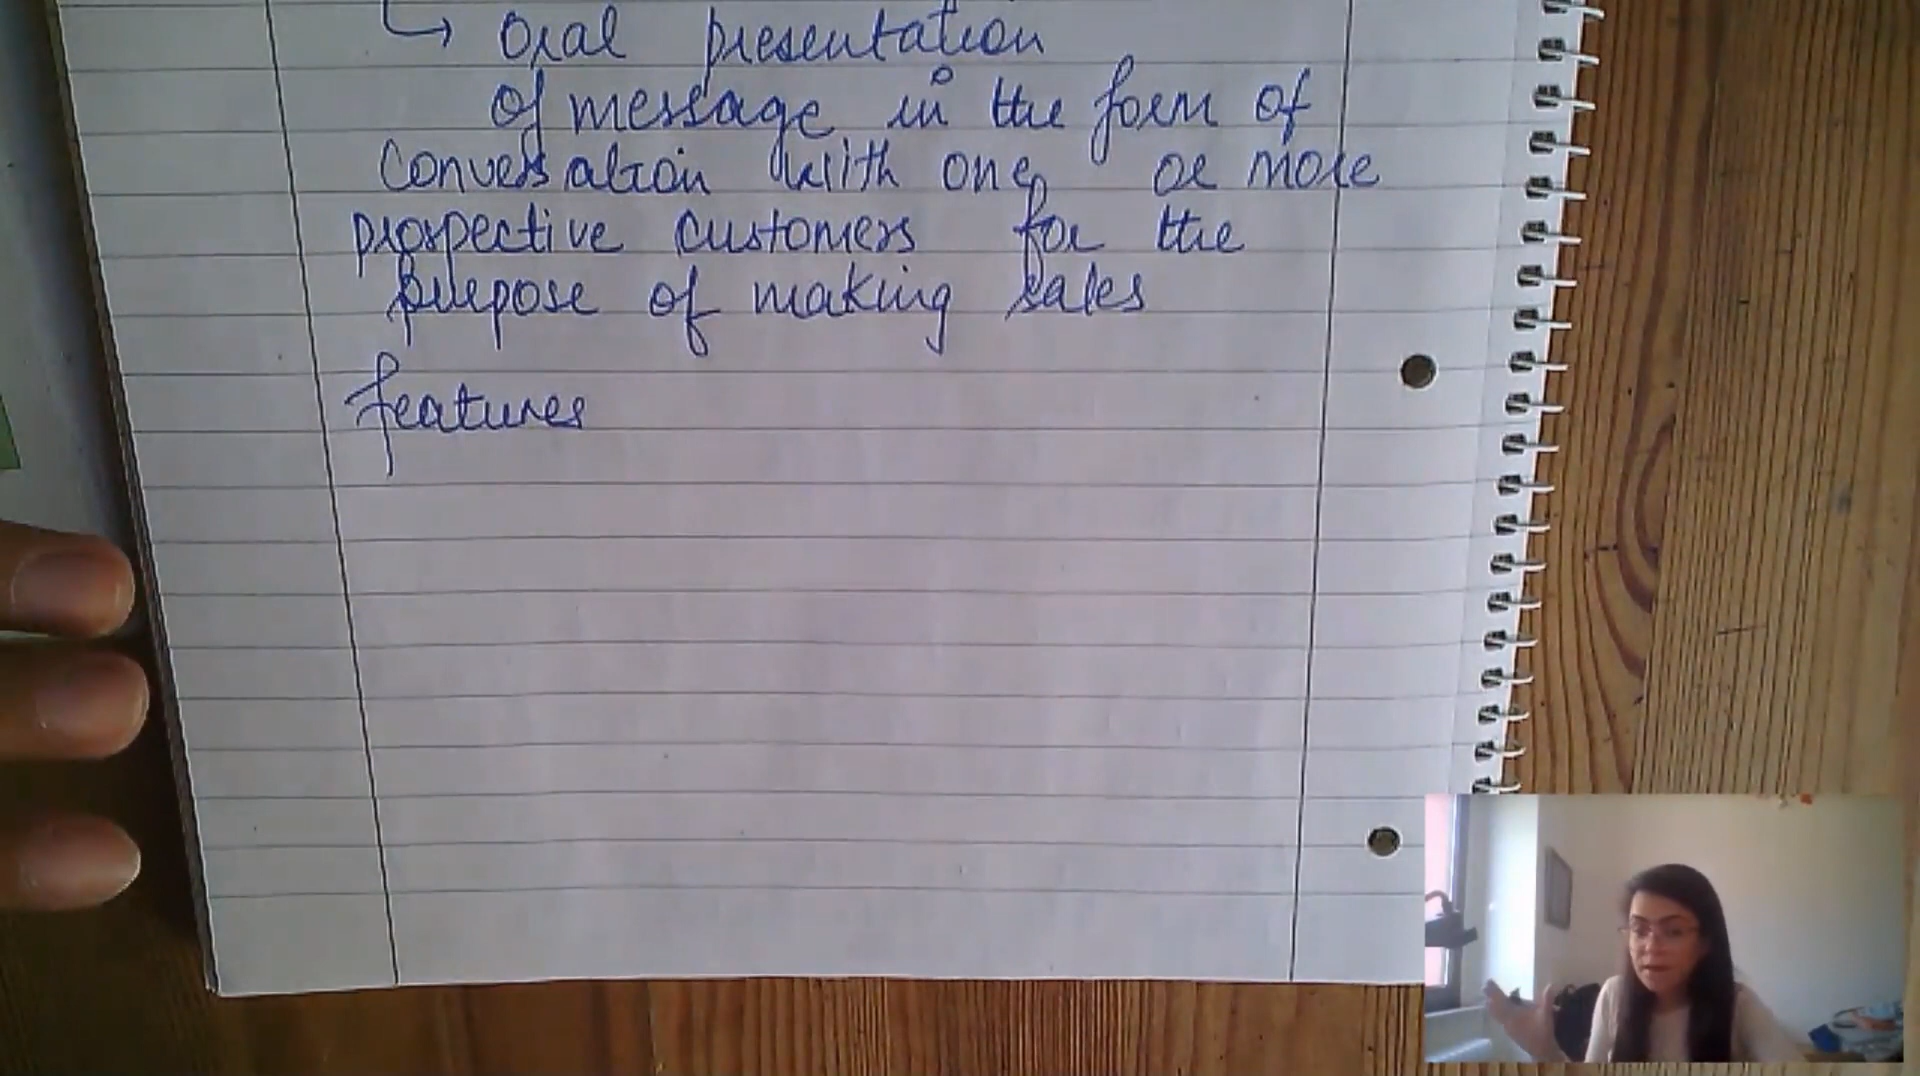 ↳ Oral presentation
of message in the form of
conversation with one or more
prospective customers for the
purpose of making sales
features